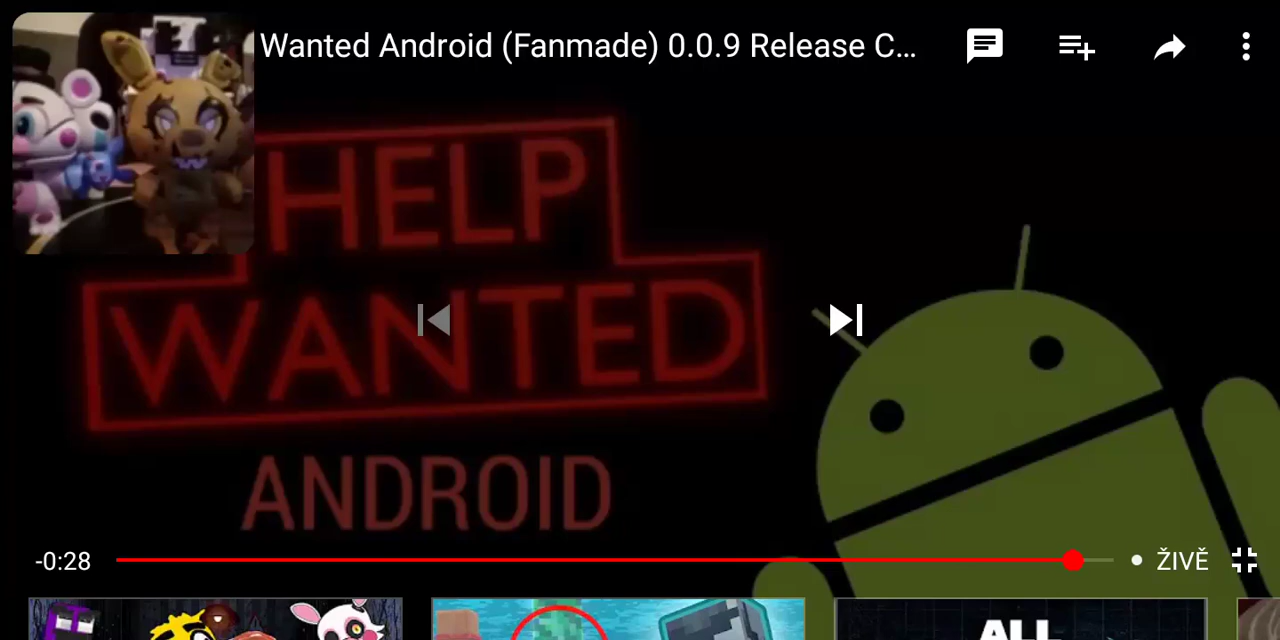 Wanted Android (Fanmade) 0.0.9 Release C...
HELP
WANTED
ANDROID
-0:28
• ŽIVĚ
ALL